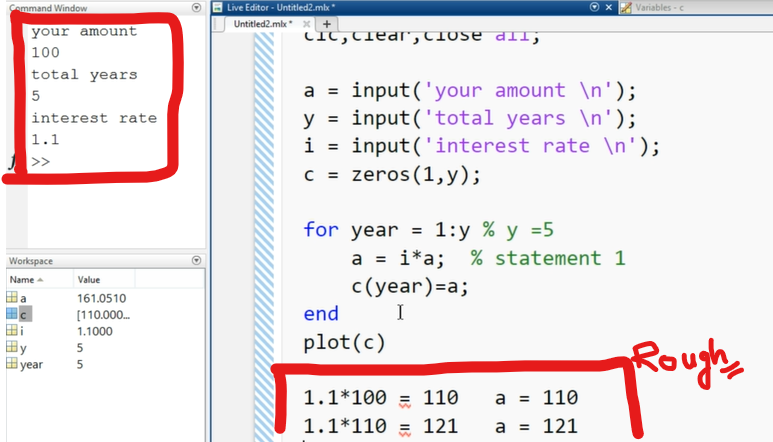 Command Window
your amount
100
total years
5
interest rate
1.1
>>
Workspace
Name Value
a 161.0510
c [110.000...
i 1.1000
y 5
year 5
Live Editor - Untitled2.mlx *
Variables - c
Untitled2.mlx * × +
clc,clear,close all;
a = input('your amount \n');
y = input('total years \n');
i = input('interest rate \n');
c = zeros(1,y);
for year = 1:y % y =5
a = i*a; % statement 1
c(year)=a;
end
plot(c)
Rough
1.1*100 = 110 a = 110
1.1*110 = 121 a = 121